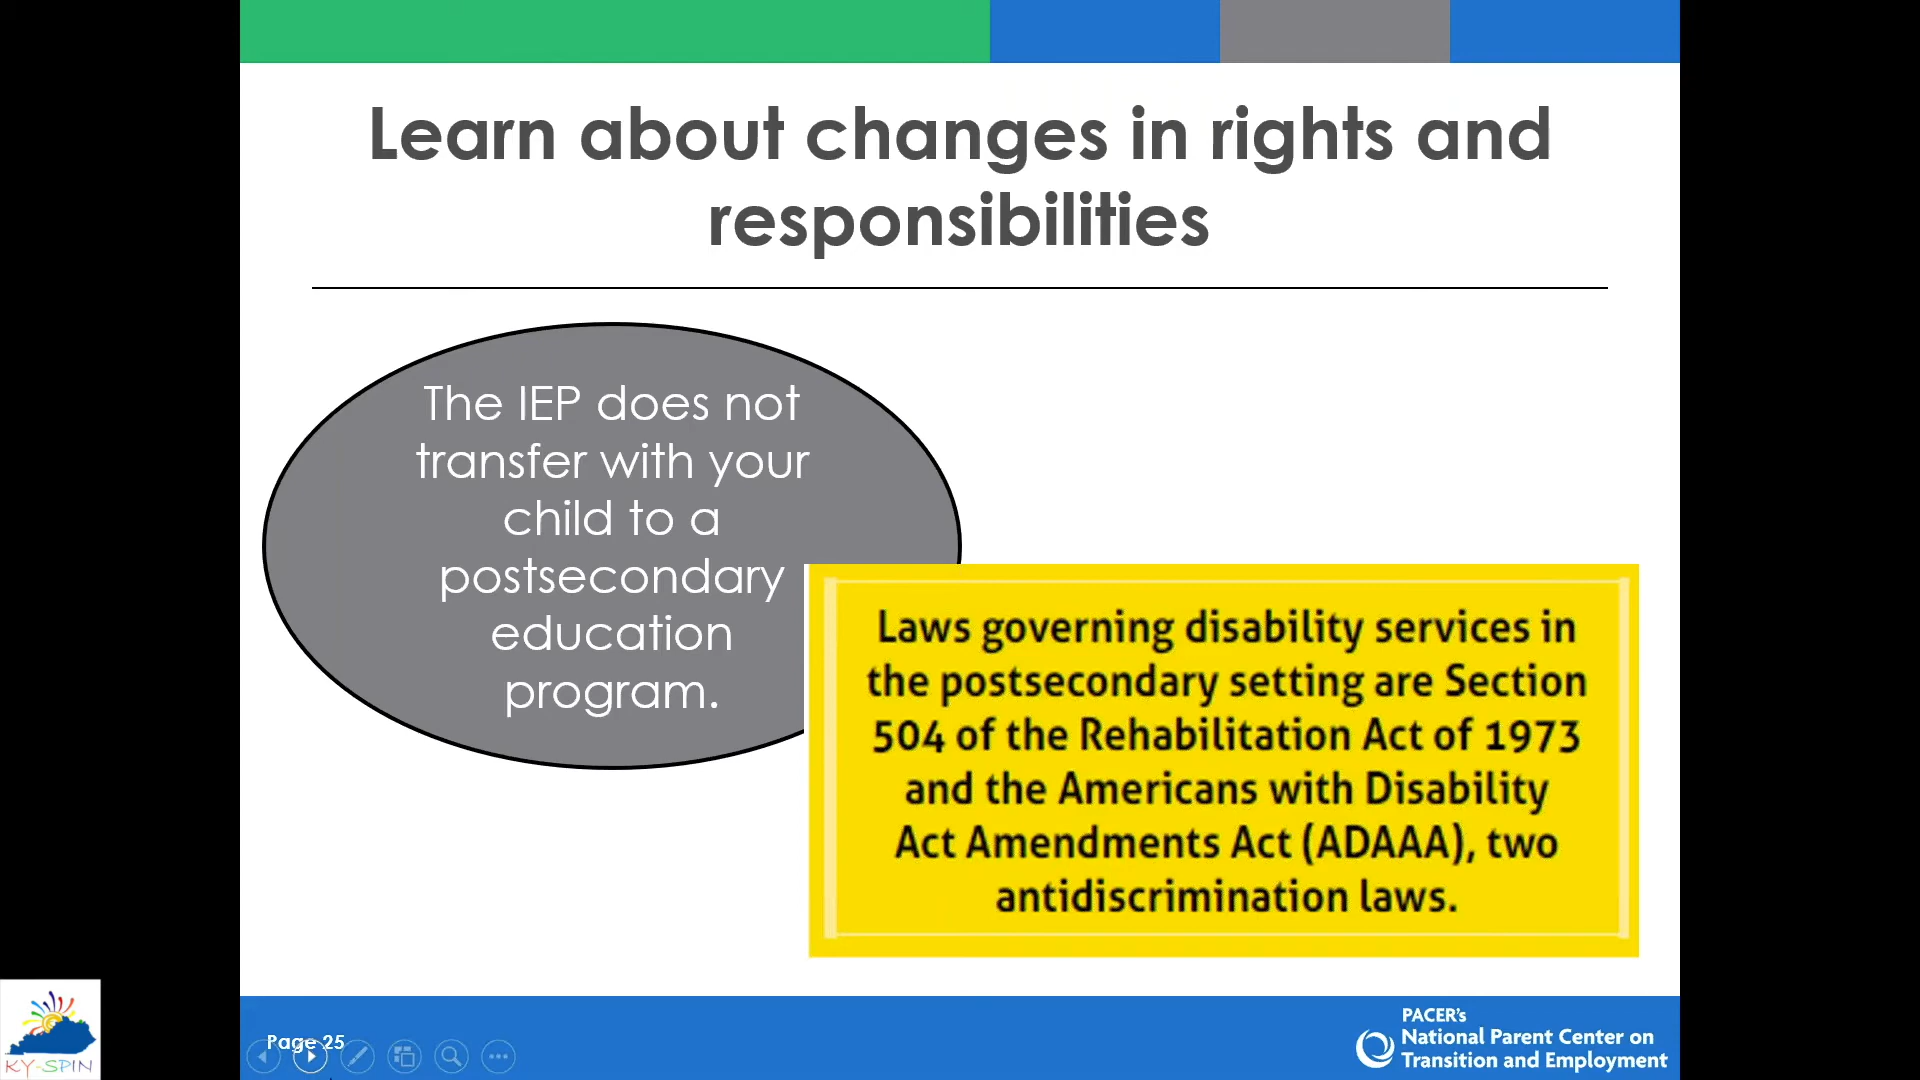 Learn about changes in rights and
responsibilities
The IEP does not
transfer with your
child to a
postsecondary
education
program.
Laws governing disability services in
the postsecondary setting are Section
504 of the Rehabilitation Act of 1973
and the Americans with Disability
Act Amendments Act (ADAAA), two
antidiscrimination laws.
Page 25
PACER's
National Parent Center on
Transition and Employment
KY-SPIN